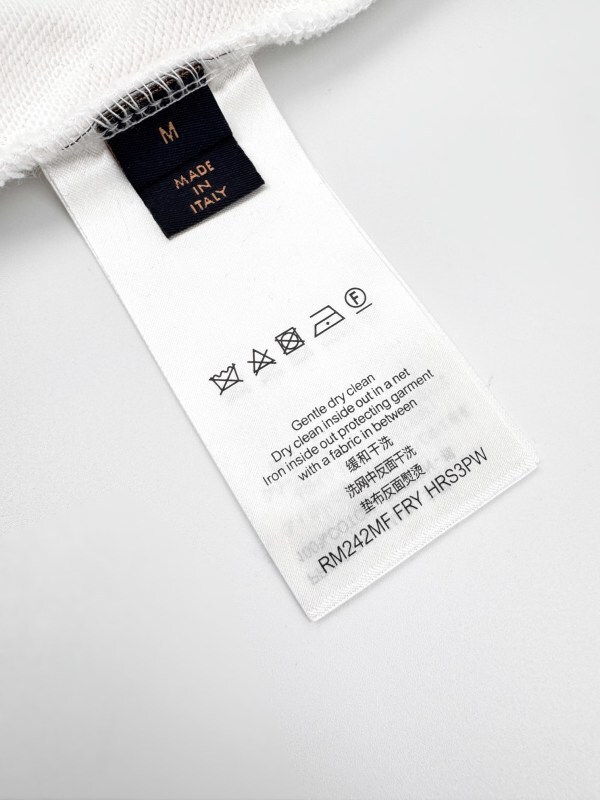 M
MADE
IN
ITALY
F
Gentle dry clean
Dry clean inside out in a net
Iron inside out protecting garment
with a fabric in between
缓和干洗
洗网中反面干洗
垫布反面熨烫
RM242MF FRY HRS3PW